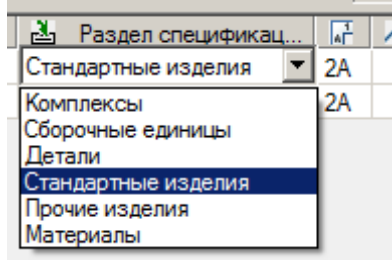 Раздел спецификац...
Стандартные изделия 2А
Комплексы 2А
Сборочные единицы
Детали
Стандартные изделия
Прочие изделия
Материалы